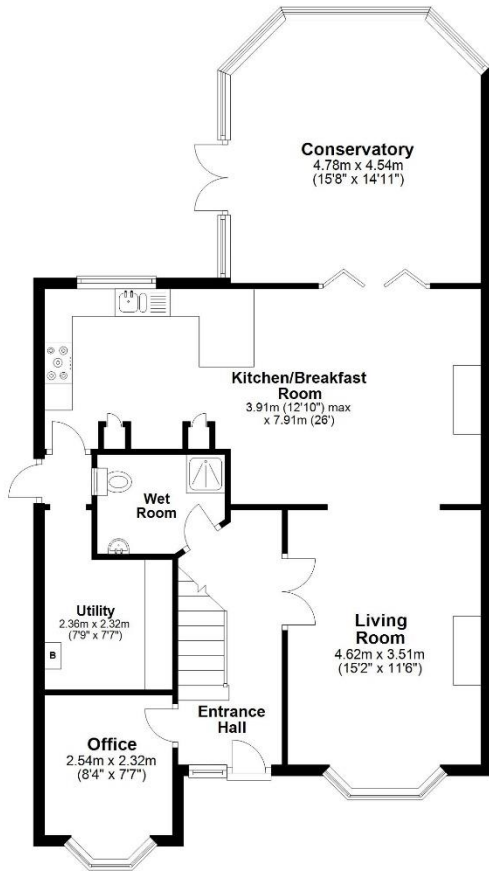 Conservatory
4.78m x 4.54m
(15'8" x 14'11")
Kitchen/Breakfast
Room
3.91m (12'10") max
x 7.91m (26')
Wet
Room
Utility
2.36m x 2.32m
(7'9" x 7'7")
B
Living
Room
4.62m x 3.51m
(15'2" x 11'6")
Entrance
Hall
Office
2.54m x 2.32m
(8'4" x 7'7")